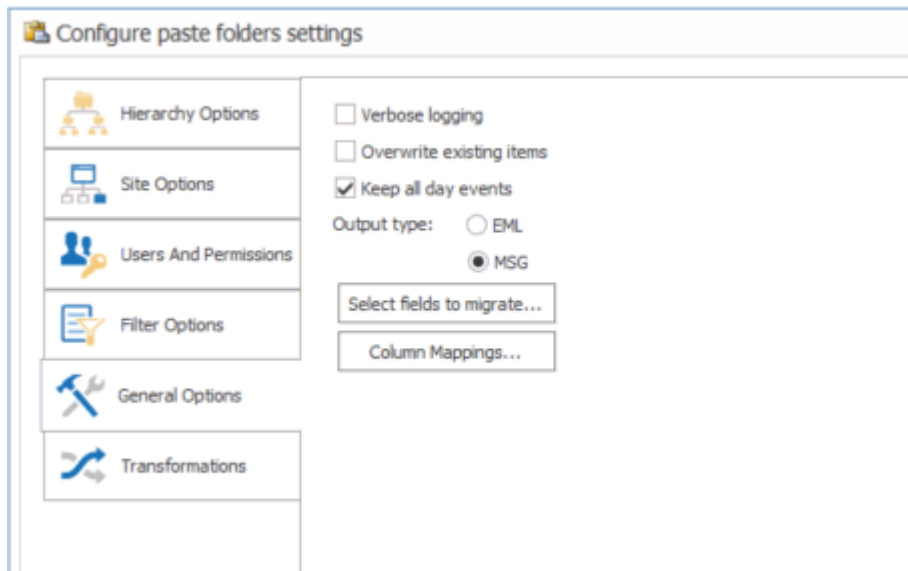 Configure paste folders settings
Hierarchy Options
Site Options
Users And Permissions
Filter Options
General Options
Transformations
Verbose logging
Overwrite existing items
Keep all day events
Output type: EML
MSG
Select fields to migrate...
Column Mappings...